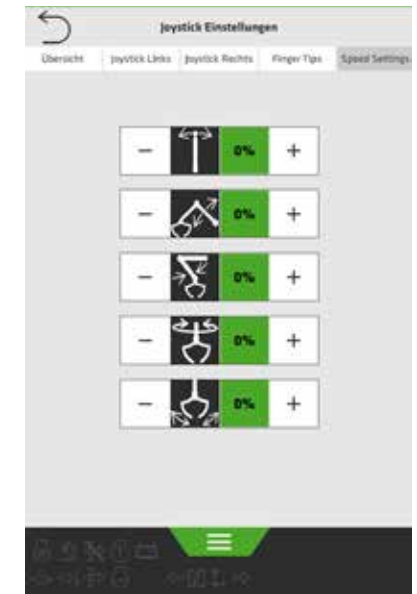 Joystick Einstellungen
Übersicht Joystick Links Joystick Rechts Finger Tips Speed Settings
− 0% +
− 0% +
− 0% +
− 0% +
− 0% +